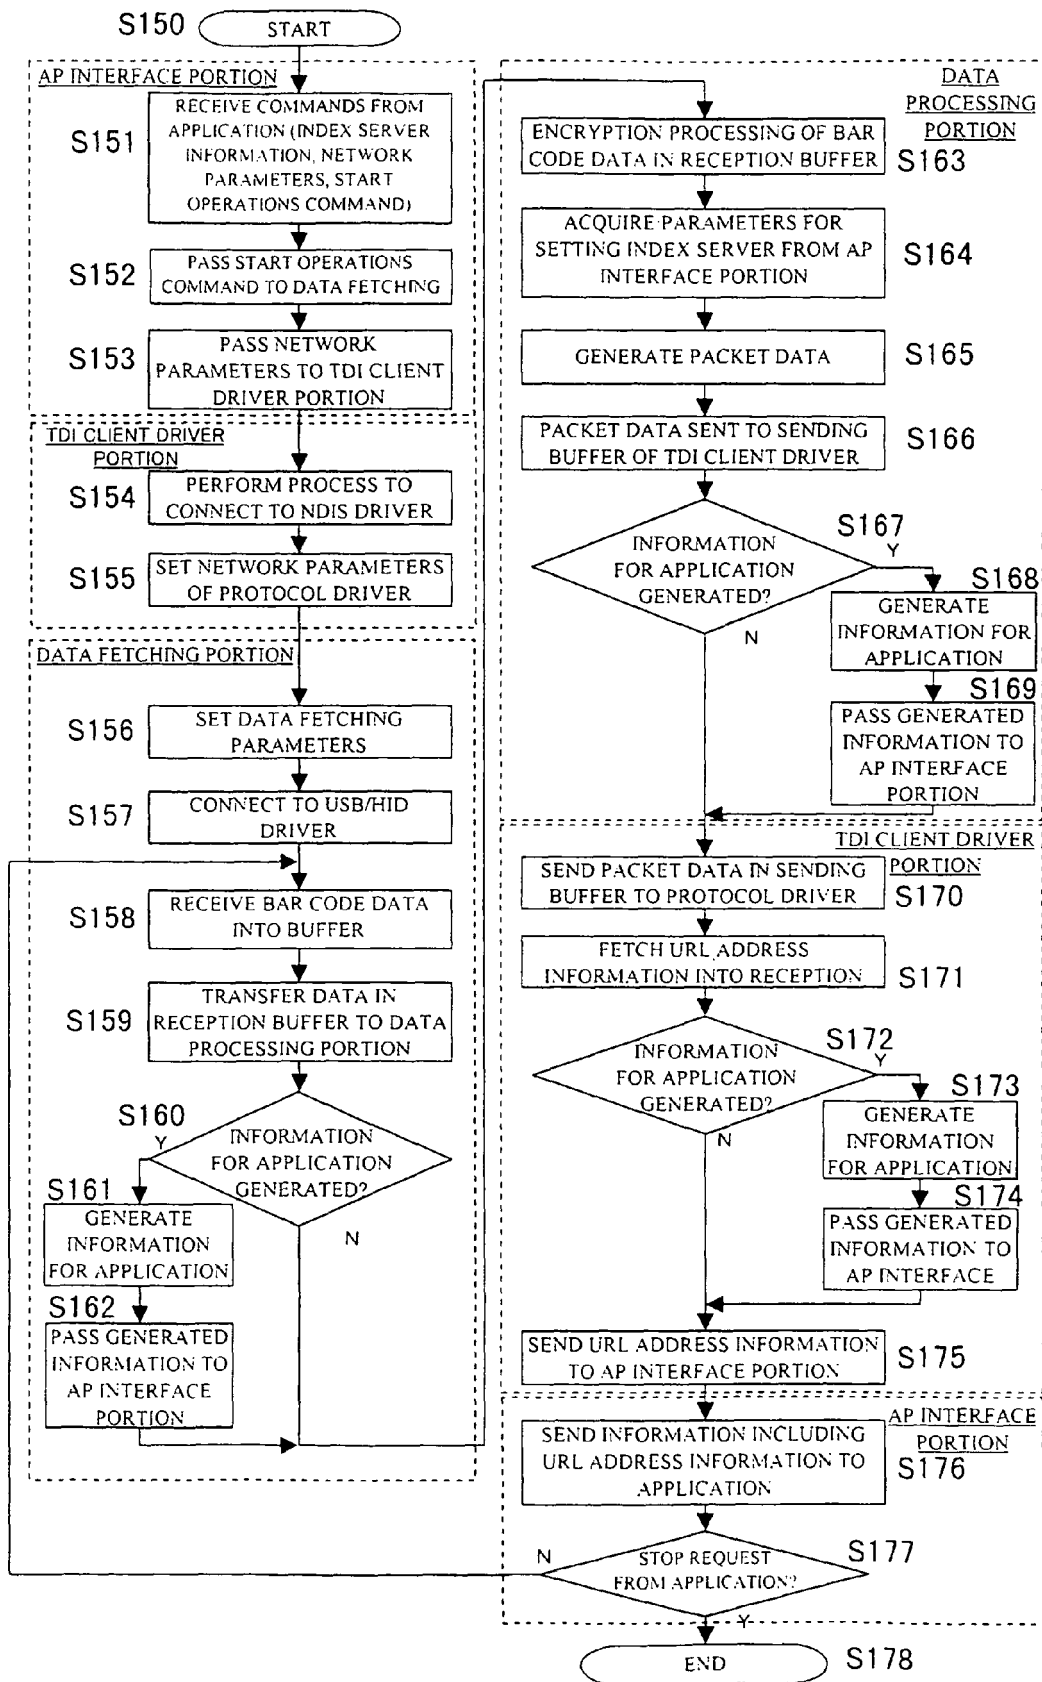 S150
START
AP INTERFACE PORTION
S151
RECEIVE COMMANDS FROM
APPLICATION (INDEX SERVER
INFORMATION, NETWORK
PARAMETERS, START
OPERATIONS COMMAND)
S152
PASS START OPERATIONS
COMMAND TO DATA FETCHING
S153
PASS NETWORK
PARAMETERS TO TDI CLIENT
DRIVER PORTION
TDI CLIENT DRIVER
PORTION
S154
PERFORM PROCESS TO
CONNECT TO NDIS DRIVER
S155
SET NETWORK PARAMETERS
OF PROTOCOL DRIVER
DATA FETCHING PORTION
S156
SET DATA FETCHING
PARAMETERS
S157
CONNECT TO USB/HID
DRIVER
S158
RECEIVE BAR CODE DATA
INTO BUFFER
S159
TRANSFER DATA IN
RECEPTION BUFFER TO DATA
PROCESSING PORTION
S160
Y
INFORMATION
FOR APPLICATION
GENERATED?
N
S161
GENERATE
INFORMATION
FOR APPLICATION
S162
PASS GENERATED
INFORMATION TO
AP INTERFACE
PORTION
DATA
PROCESSING
PORTION
ENCRYPTION PROCESSING OF BAR
CODE DATA IN RECEPTION BUFFER
S163
ACQUIRE PARAMETERS FOR
SETTING INDEX SERVER FROM AP
INTERFACE PORTION
S164
GENERATE PACKET DATA
S165
PACKET DATA SENT TO SENDING
BUFFER OF TDI CLIENT DRIVER
S166
INFORMATION
FOR APPLICATION
GENERATED?
S167
Y
N
S168
GENERATE
INFORMATION FOR
APPLICATION
S169
PASS GENERATED
INFORMATION TO
AP INTERFACE
PORTION
TDI CLIENT DRIVER
PORTION
SEND PACKET DATA IN SENDING
BUFFER TO PROTOCOL DRIVER
S170
FETCH URL ADDRESS
INFORMATION INTO RECEPTION
S171
INFORMATION
FOR APPLICATION
GENERATED?
S172
Y
N
S173
GENERATE
INFORMATION
FOR APPLICATION
S174
PASS GENERATED
INFORMATION TO
AP INTERFACE
SEND URL ADDRESS INFORMATION
TO AP INTERFACE PORTION
S175
AP INTERFACE
PORTION
SEND INFORMATION INCLUDING
URL ADDRESS INFORMATION TO
APPLICATION
S176
N
STOP REQUEST
FROM APPLICATION?
S177
Y
END
S178